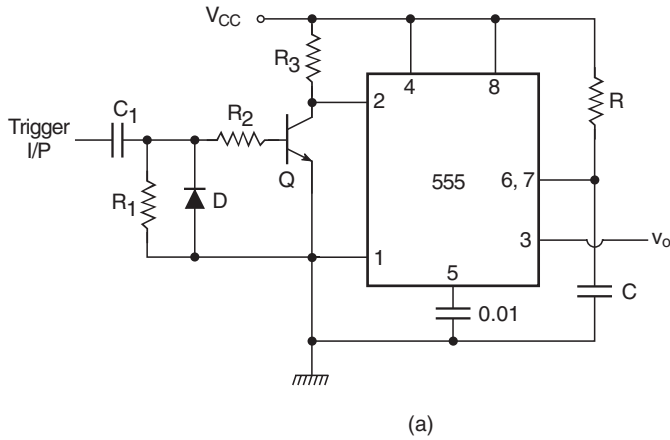 V_CC
R_3
4
8
R
C_1
R_2
2
Trigger
I/P
Q
555
6, 7
R_1
D
3
v_o
1
5
C
0.01
(a)